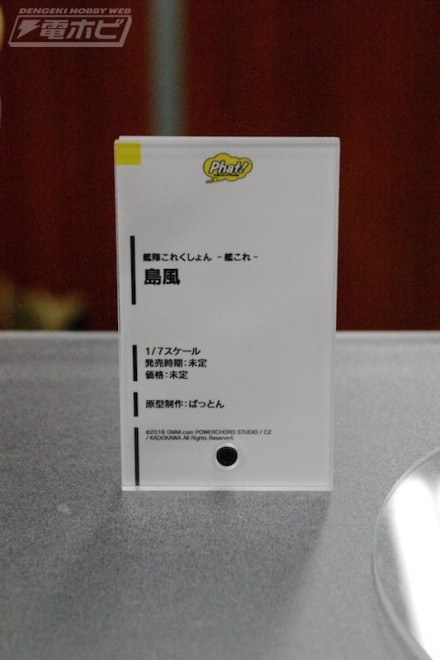 DENGEKI HOBBY WEB
電ホビ
Phat!
艦隊これくしょん -艦これ-
島風
1/7スケール
発売時期:未定
価格:未定
原型制作:ぱっとん
©2016 DMM.com POWERCHORD STUDIO / C2
/ KADOKAWA All Rights Reserved.